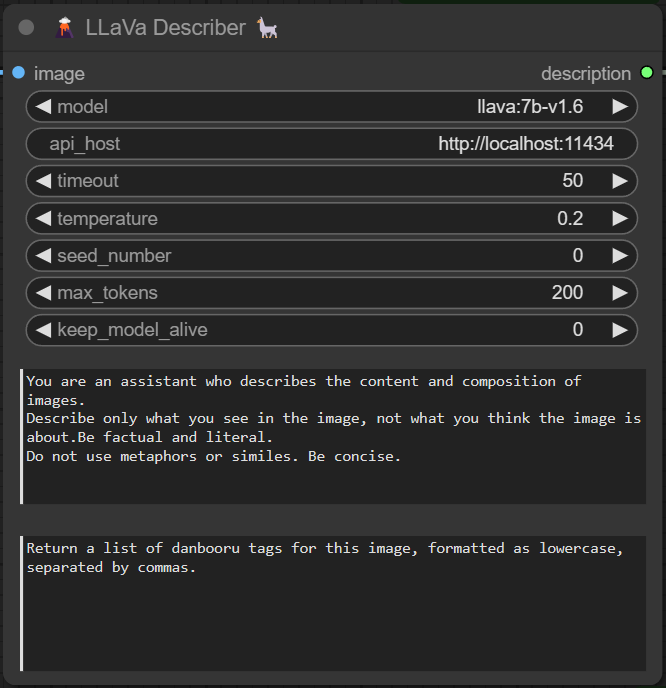 🌋 LLaVa Describer 🦙
image description
model llava:7b-v1.6
api_host http://localhost:11434
timeout 50
temperature 0.2
seed_number 0
max_tokens 200
keep_model_alive 0
You are an assistant who describes the content and composition of
images.
Describe only what you see in the image, not what you think the image is
about.Be factual and literal.
Do not use metaphors or similes. Be concise.
Return a list of danbooru tags for this image, formatted as lowercase,
separated by commas.